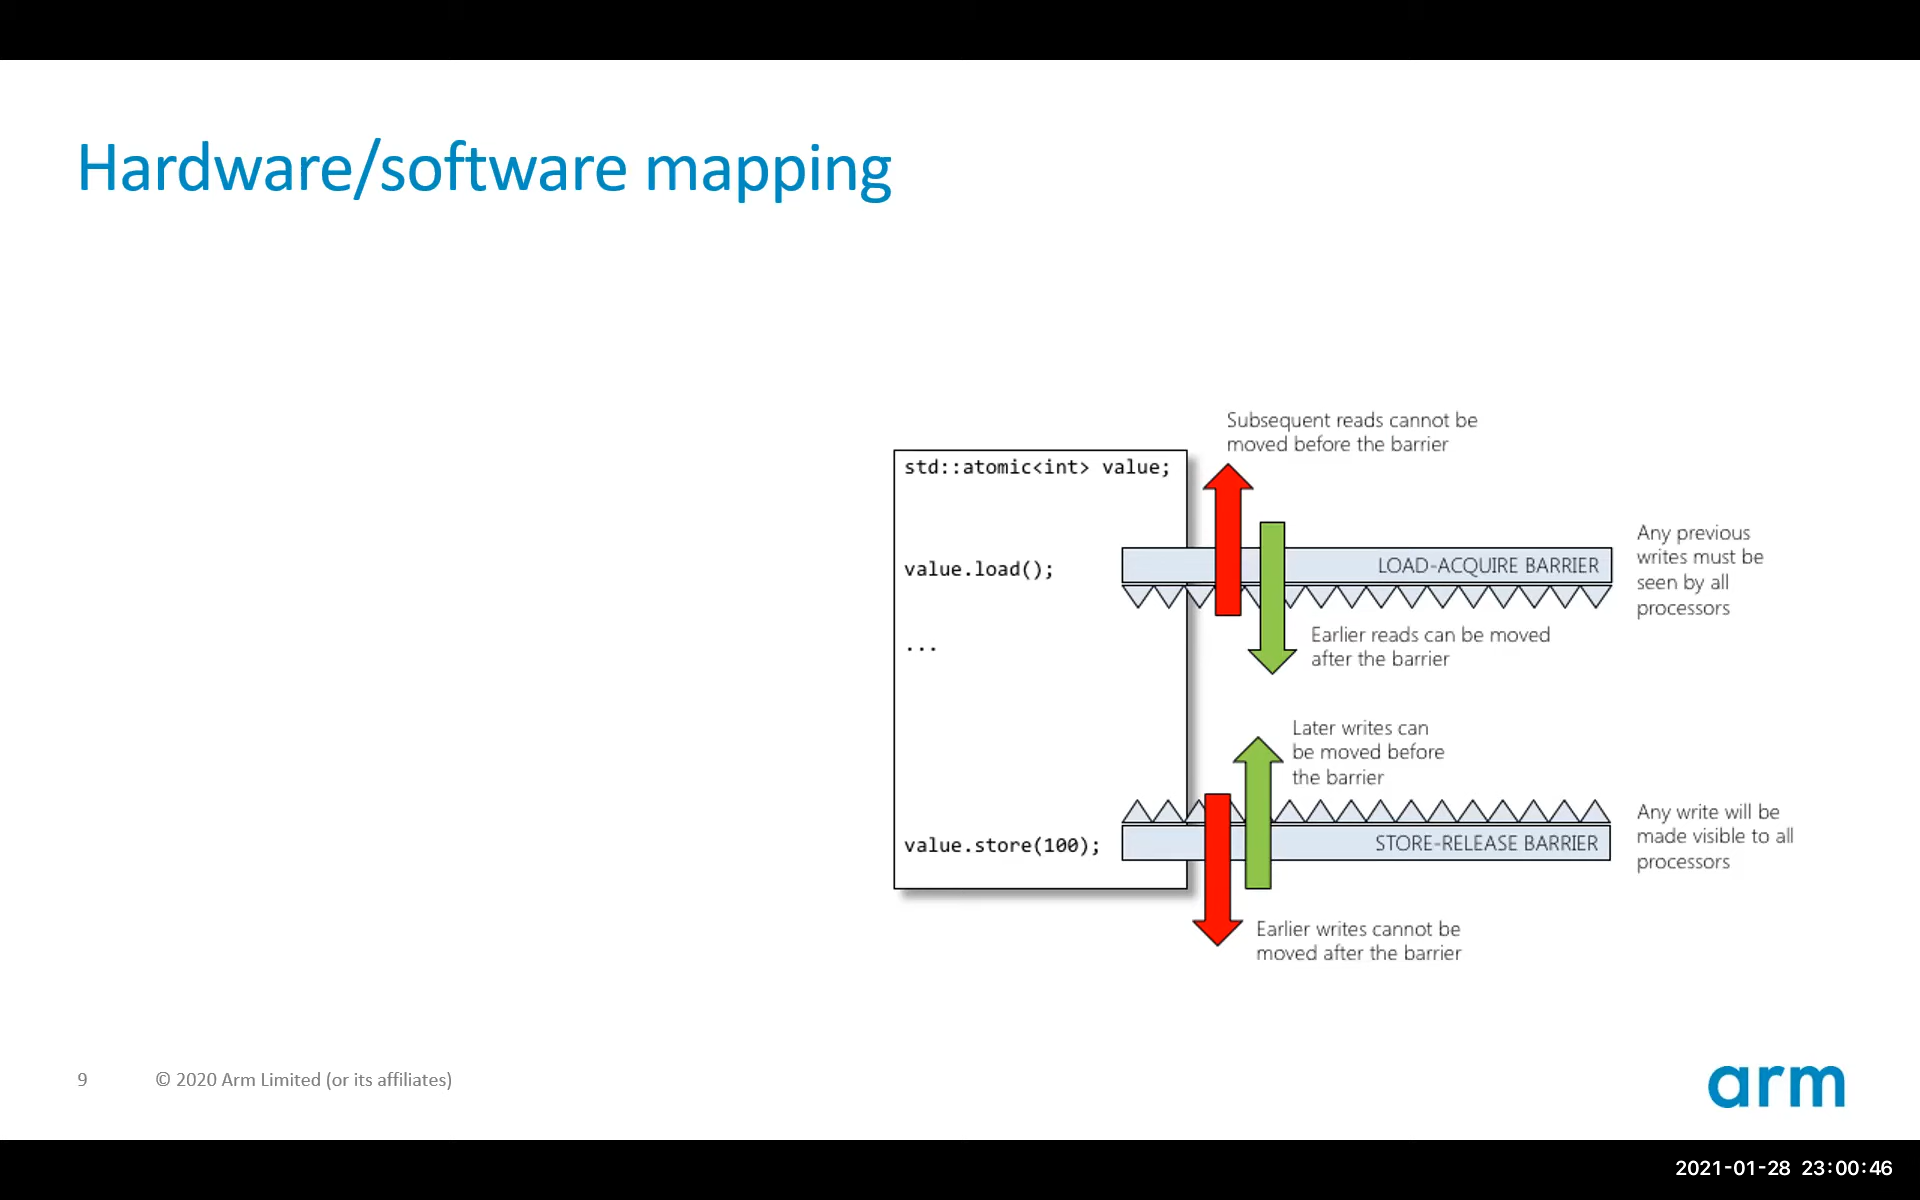 Hardware/software mapping
Subsequent reads cannot be
moved before the barrier
std::atomic<int> value;
value.load();
LOAD-ACQUIRE BARRIER
Any previous
writes must be
seen by all
processors
Earlier reads can be moved
after the barrier
...
Later writes can
be moved before
the barrier
value.store(100);
STORE-RELEASE BARRIER
Any write will be
made visible to all
processors
Earlier writes cannot be
moved after the barrier
9
© 2020 Arm Limited (or its affiliates)
arm
2021-01-28 23:00:46